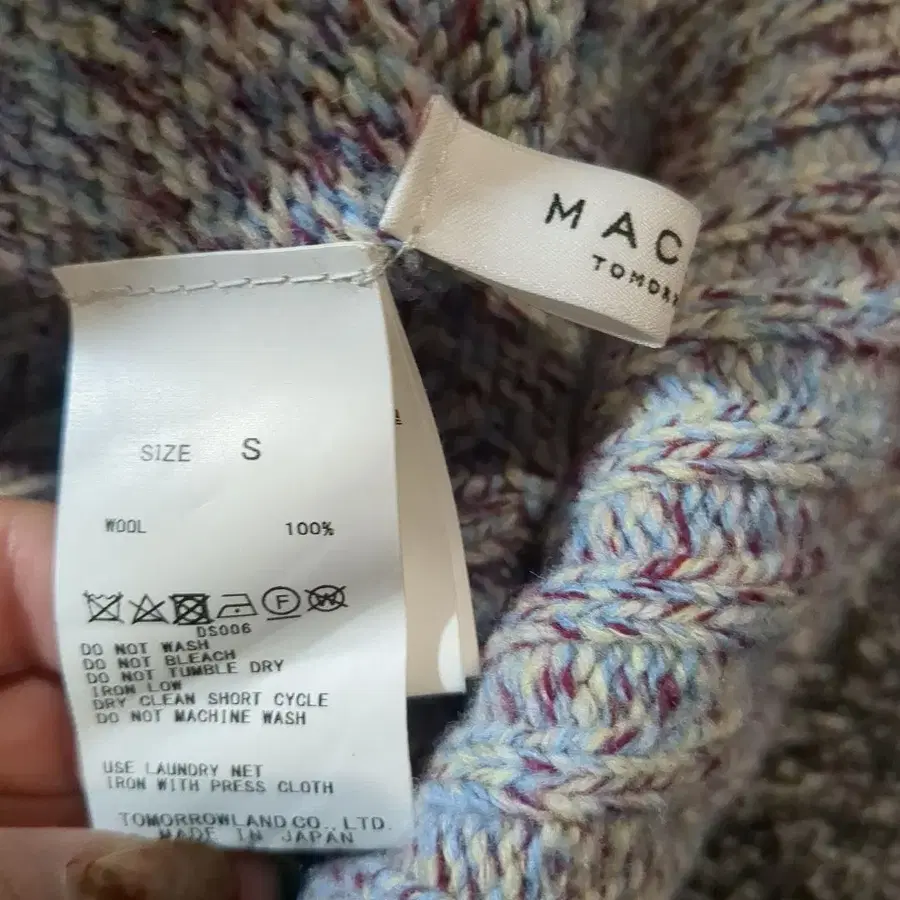 MAC
TOMORR
SIZE S
WOOL 100%
F W
DS006
DO NOT WASH
DO NOT BLEACH
DO NOT TUMBLE DRY
IRON LOW
DRY CLEAN SHORT CYCLE
DO NOT MACHINE WASH
USE LAUNDRY NET
IRON WITH PRESS CLOTH
TOMORROWLAND CO., LTD.
MADE IN JAPAN